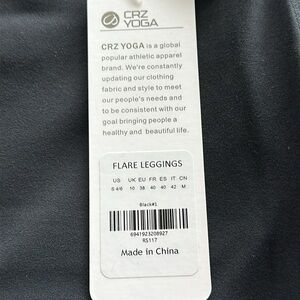 CRZ
YOGA
CRZ YOGA is a global
popular athletic apparel
brand. We're constantly
updating our clothing
fabric and style to meet
our people's needs and
to be consistent with our
goal bringing people a
healthy and beautiful life.
FLARE LEGGINGS
US UK EU FR ES IT CN
S 4/6 10 38 40 40 42 M
Black#1
6941923208927
R5117
Made in China